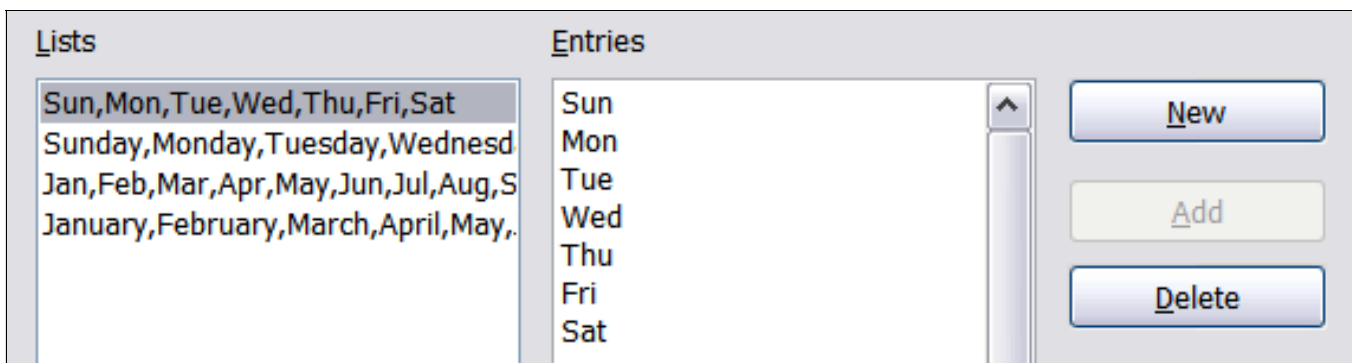 Lists
Sun,Mon,Tue,Wed,Thu,Fri,Sat
Sunday,Monday,Tuesday,Wednesd
Jan,Feb,Mar,Apr,May,Jun,Jul,Aug,S
January,February,March,April,May,.
Entries
Sun
Mon
Tue
Wed
Thu
Fri
Sat
New
Add
Delete